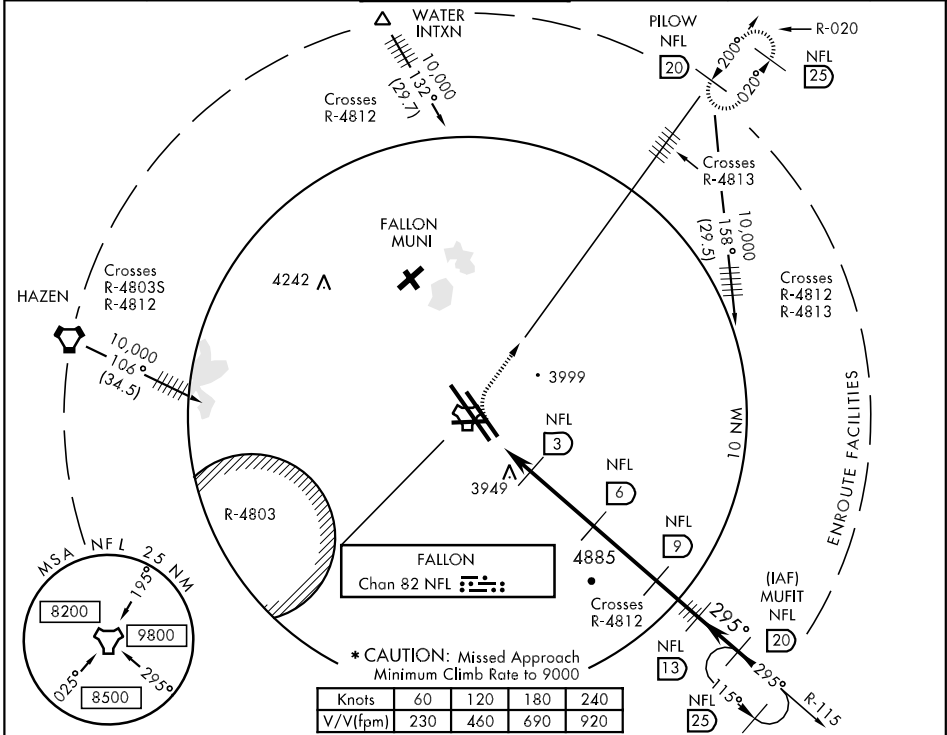 WATER
INTXN
10,000
132°
(29.7)
Crosses
R-4812
PILOW
NFL
20
200°
020°
R-020
NFL
25
Crosses
R-4813
10,000
158°
(29.5)
Crosses
R-4812
R-4813
FALLON
MUNI
4242
HAZEN
Crosses
R-4803S
R-4812
10,000
106°
(34.5)
3999
NFL
3
3949
10 NM
ENROUTE FACILITIES
NFL
6
R-4803
4885
NFL
9
FALLON
Chan 82 NFL
Crosses
R-4812
295°
(IAF)
MUFIT
NFL
20
NFL
13
295°
115°
R-115
NFL
25
MSA NFL 25 NM
195°
8200
9800
025°
8500
295°
* CAUTION: Missed Approach
Minimum Climb Rate to 9000
Knots 60 120 180 240
V/V(fpm) 230 460 690 920